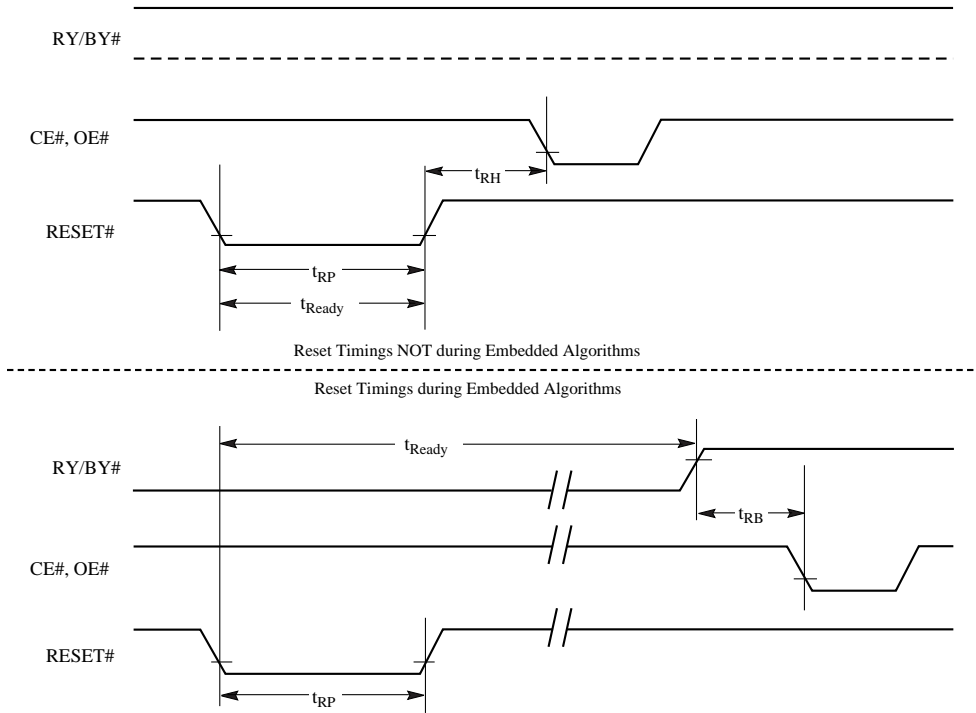 RY/BY#
CE#, OE#
tRH
RESET#
tRP
tReady
Reset Timings NOT during Embedded Algorithms
Reset Timings during Embedded Algorithms
tReady
RY/BY#
tRB
CE#, OE#
RESET#
tRP